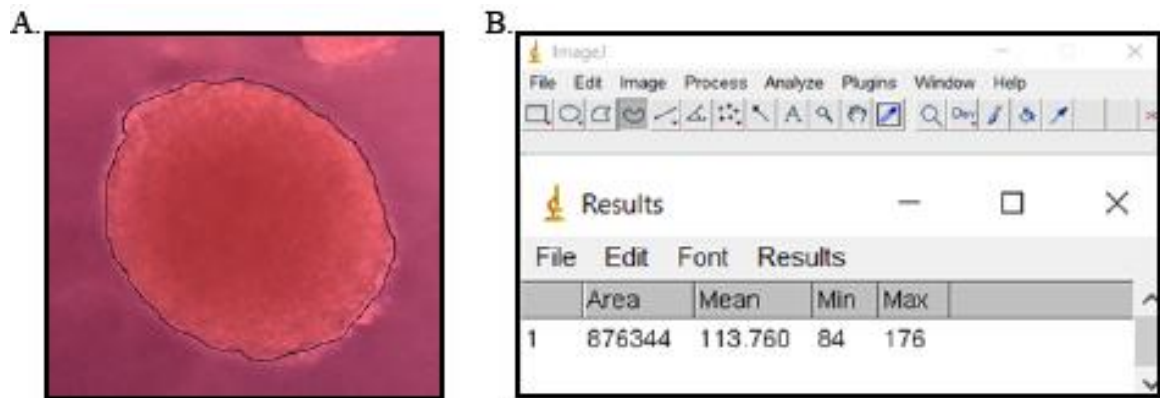 A.
B.
ImageJ
File Edit Image Process Analyze Plugins Window Help
A Dev
Results
File Edit Font Results
Area Mean Min Max
1 876344 113.760 84 176